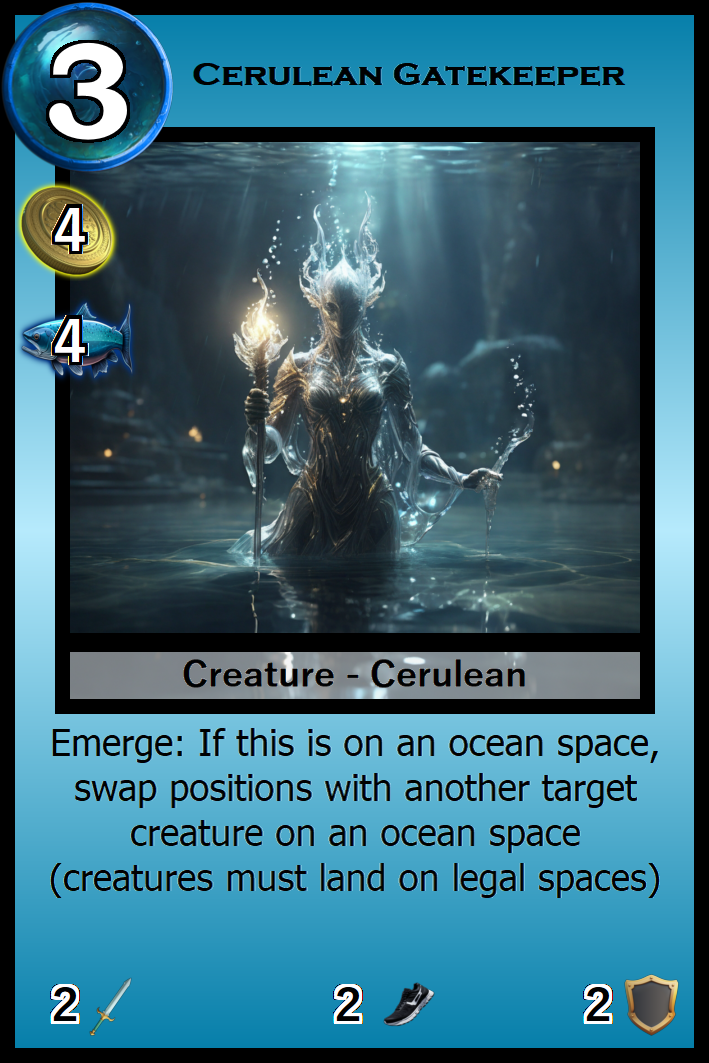 3
Cerulean Gatekeeper
4
4
Creature - Cerulean
Emerge: If this is on an ocean space,
swap positions with another target
creature on an ocean space
(creatures must land on legal spaces)
2 2 2